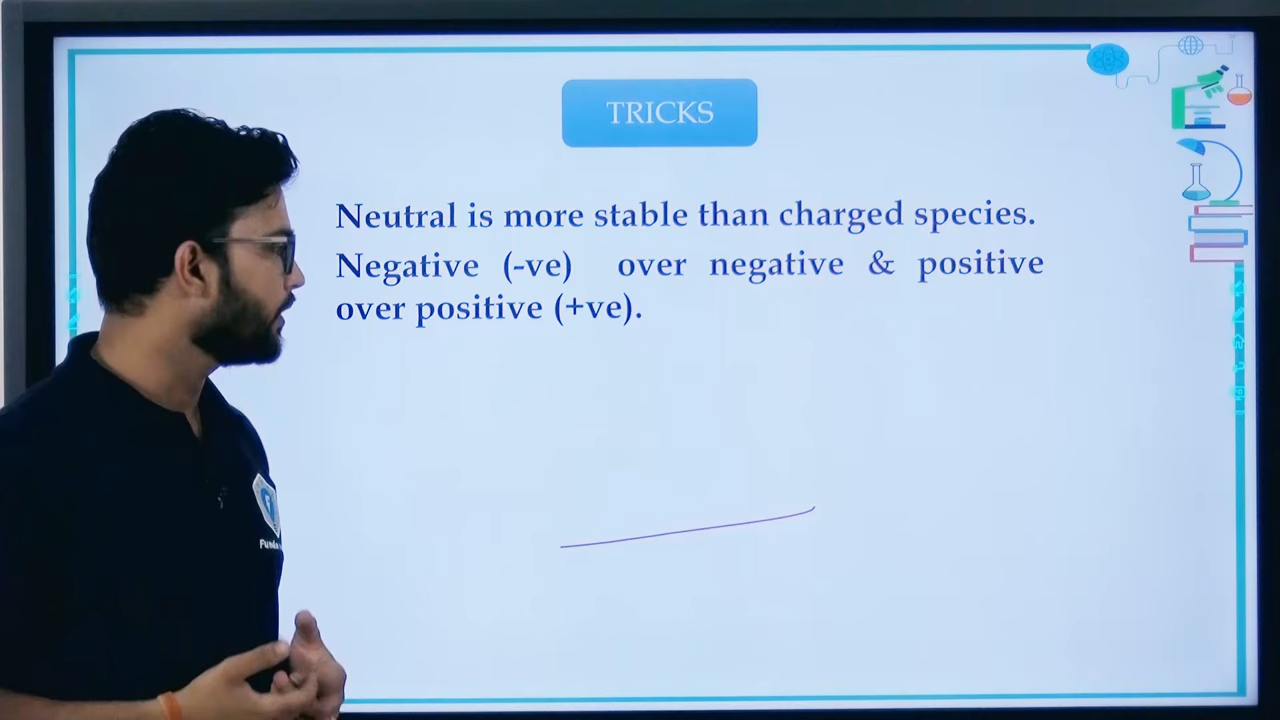 TRICKS
Neutral is more stable than charged species.
Negative (-ve) over negative & positive
over positive (+ve).